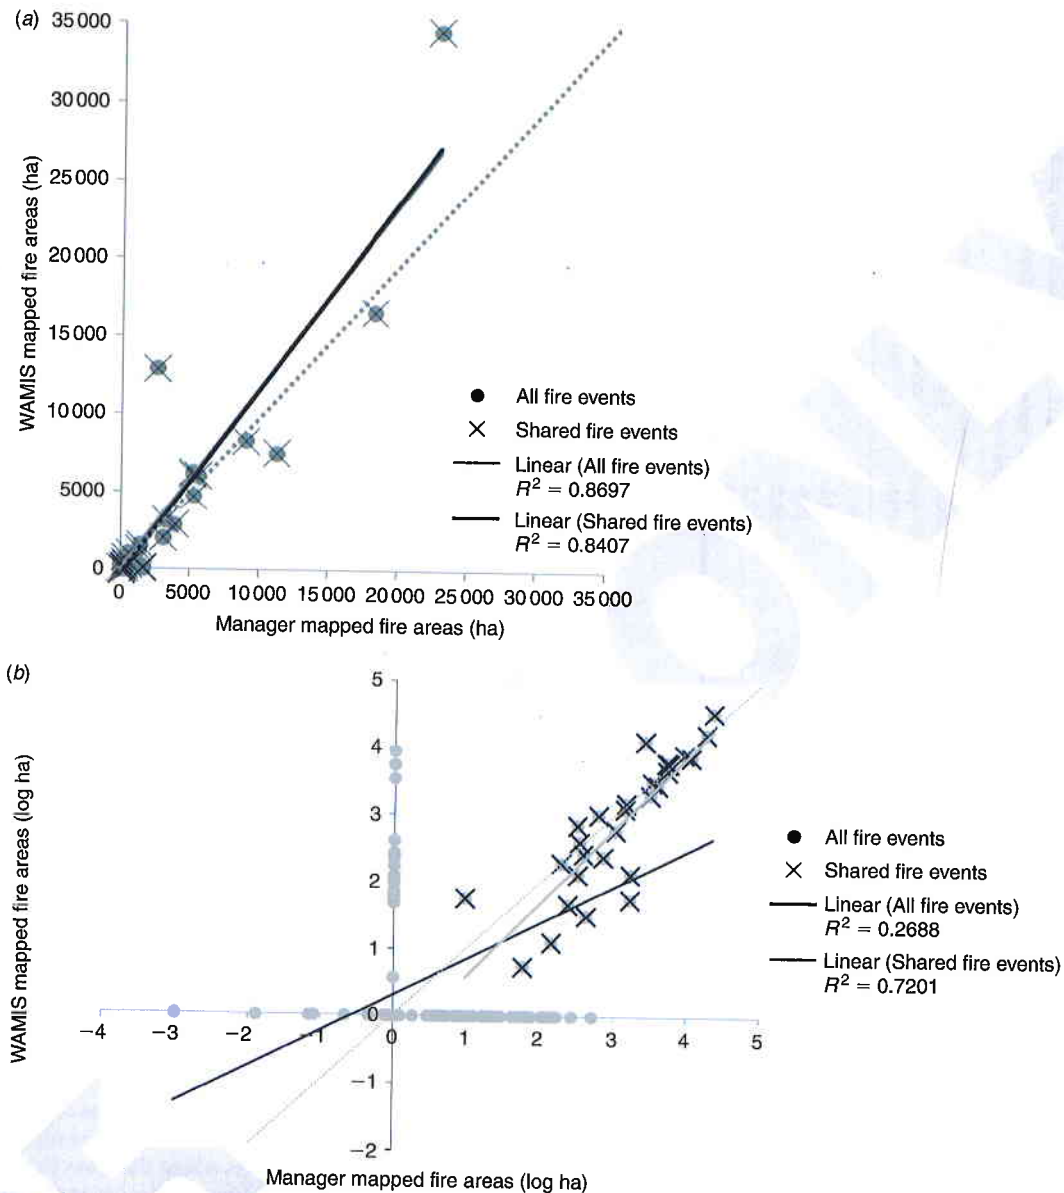 (a)
35 000
30 000
25 000
20 000
15 000
10 000
5000
0
WAMIS mapped fire areas (ha)
0 5000 10 000 15 000 20 000 25 000 30 000 35 000
Manager mapped fire areas (ha)
All fire events
Shared fire events
Linear (All fire events)
R² = 0.8697
Linear (Shared fire events)
R² = 0.8407
(b)
5
4
3
2
1
0
−1
−2
WAMIS mapped fire areas (log ha)
−4 −3 −2 −1 0 1 2 3 4 5
Manager mapped fire areas (log ha)
All fire events
Shared fire events
Linear (All fire events)
R² = 0.2688
Linear (Shared fire events)
R² = 0.7201
ONLY